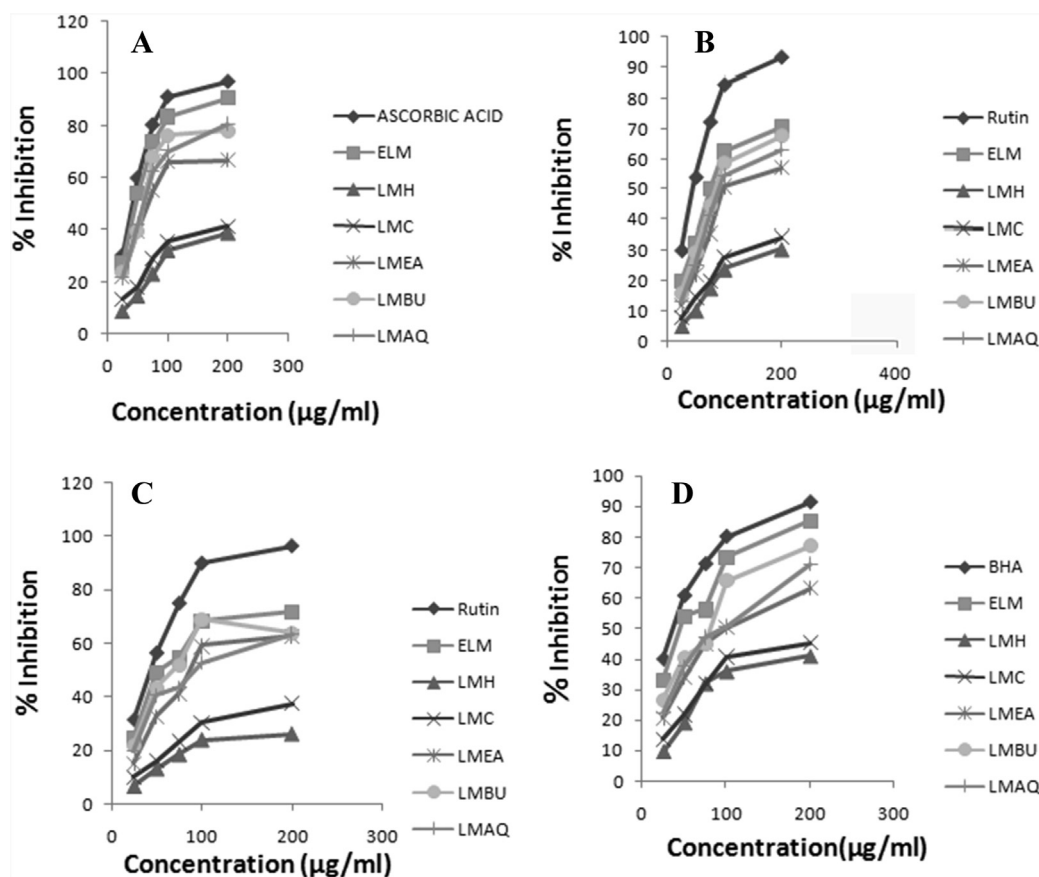 A
% Inhibition
120
100
80
60
40
20
0
0 100 200 300
Concentration (µg/ml)
ASCORBIC ACID
ELM
LMH
LMC
LMEA
LMBU
LMAQ
B
% Inhibition
100
90
80
70
60
50
40
30
20
10
0
0 200 400
Concentration (µg/ml)
Rutin
ELM
LMH
LMC
LMEA
LMBU
LMAQ
C
% Inhibition
120
100
80
60
40
20
0
0 100 200 300
Concentration (µg/ml)
Rutin
ELM
LMH
LMC
LMEA
LMBU
LMAQ
D
% Inhibition
100
90
80
70
60
50
40
30
20
10
0
0 100 200 300
Concentration(µg/ml)
BHA
ELM
LMH
LMC
LMEA
LMBU
LMAQ